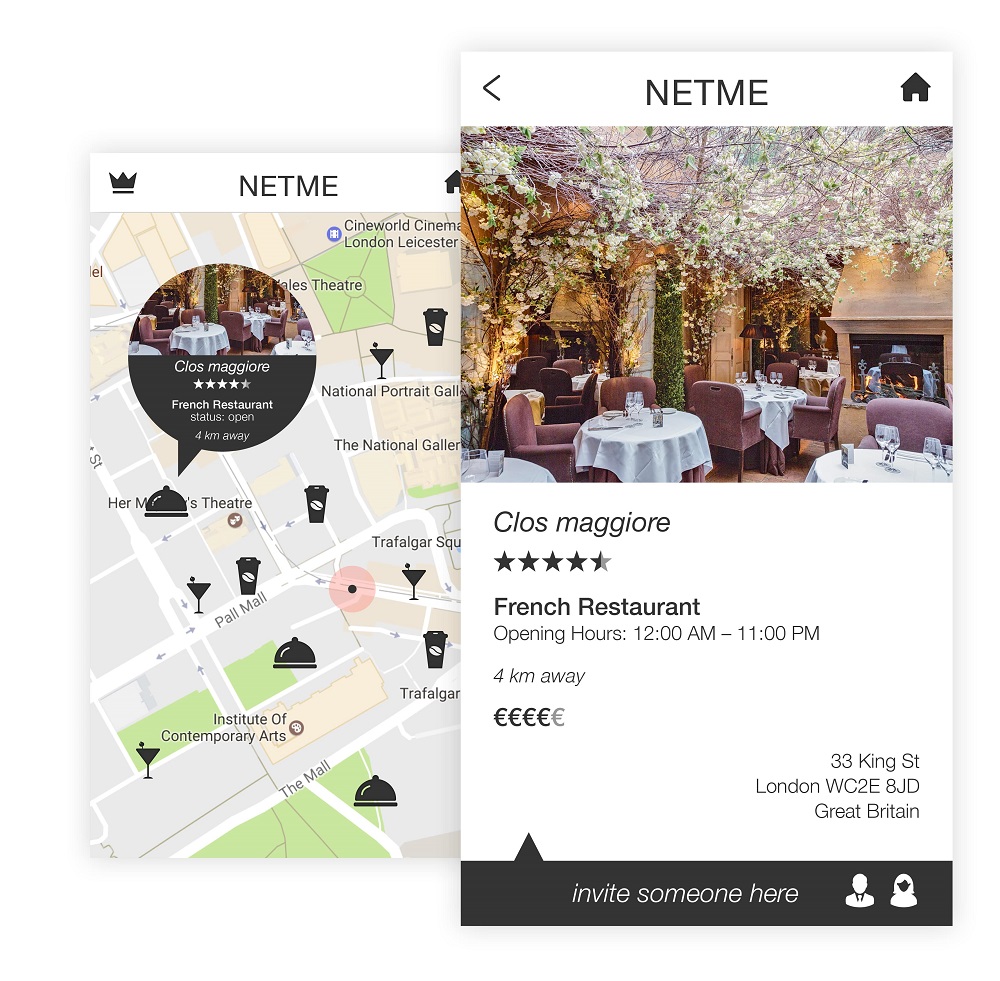 NETME
Cineworld Cinema
London Leicester
ales Theatre
Clos maggiore
French Restaurant
status: open
4 km away
National Portrait Galle
The National Galler
St
Her M y's Theatre
Trafalgar Squ
Pall Mall
Trafalgar
Institute Of
Contemporary Arts
The Mall
NETME
Clos maggiore
French Restaurant
Opening Hours: 12:00 AM – 11:00 PM
4 km away
€€€€€
33 King St
London WC2E 8JD
Great Britain
invite someone here